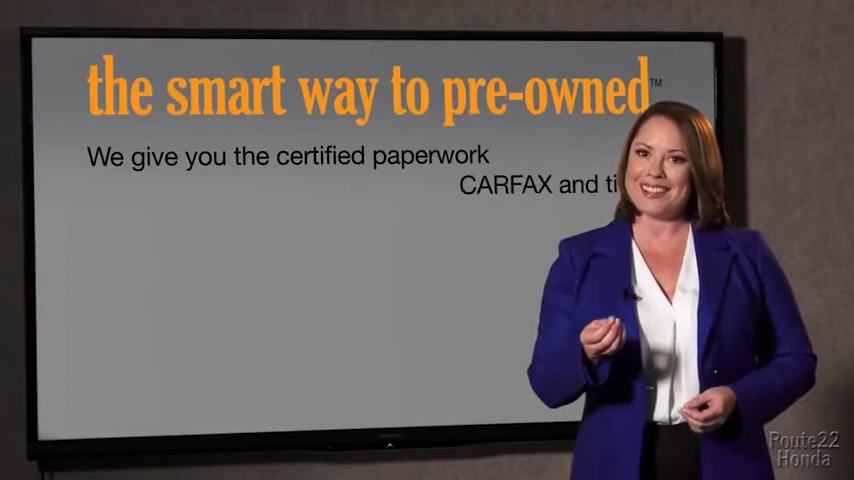 the smart way to pre-owned™
We give you the certified paperwork
CARFAX and
Route22
Honda